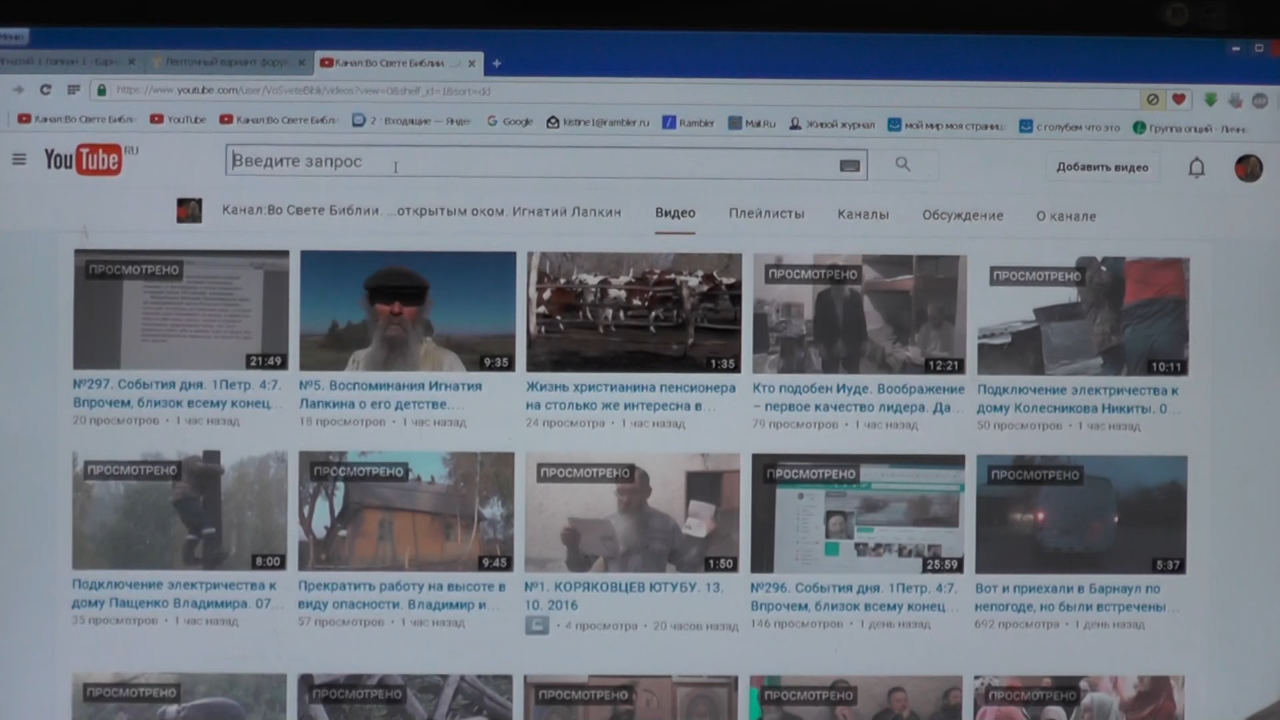 Меню
Ленточный вариант фору
Канал:Во Свете Библии.
https://www.youtube.com/user/VoSveteBiblii/videos?view=0&shelf_id=1&sort=dd
Канал:Во Свете Библ
YouTube
Канал:Во Свете Библ
2 · Входящие — Янде
Google
kistine1@rambler.ru
Rambler
Mail.Ru
Живой журнал
мой мир моя страниц
с голубем что это
Группа опций - Личн
YouTube RU
Введите запрос
Добавить видео
Канал:Во Свете Библии. ...открытым оком. Игнатий Лапкин
Видео
Плейлисты
Каналы
Обсуждение
О канале
ПРОСМОТРЕНО
21:49
9:35
1:35
ПРОСМОТРЕНО
12:21
ПРОСМОТРЕНО
10:11
№297. События дня. 1Петр. 4:7.
Впрочем, близок всему конец...
20 просмотров • 1 час назад
№5. Воспоминания Игнатия
Лапкина о его детстве....
18 просмотров • 1 час назад
Жизнь христианина пенсионера
на столько же интересна в...
24 просмотра • 1 час назад
Кто подобен Иуде. Воображение
– первое качество лидера. Да...
79 просмотров • 1 час назад
Подключение электричества к
дому Колесникова Никиты. 0...
50 просмотров • 1 час назад
ПРОСМОТРЕНО
8:00
ПРОСМОТРЕНО
9:45
ПРОСМОТРЕНО
1:50
ПРОСМОТРЕНО
25:59
ПРОСМОТРЕНО
5:37
Подключение электричества к
дому Пащенко Владимира. 07...
35 просмотров • 1 час назад
Прекратить работу на высоте в
виду опасности. Владимир и...
57 просмотров • 1 час назад
№1. КОРЯКОВЦЕВ ЮТУБУ. 13,
10, 2016
• 4 просмотра • 20 часов назад
№296. События дня. 1Петр. 4:7.
Впрочем, близок всему конец...
146 просмотров • 1 день назад
Вот и приехали в Барнаул по
непогоде, но были встречены...
692 просмотра • 1 день назад
ПРОСМОТРЕНО
ПРОСМОТРЕНО
ПРОСМОТРЕНО
ПРОСМОТРЕНО
ПРОСМОТРЕНО